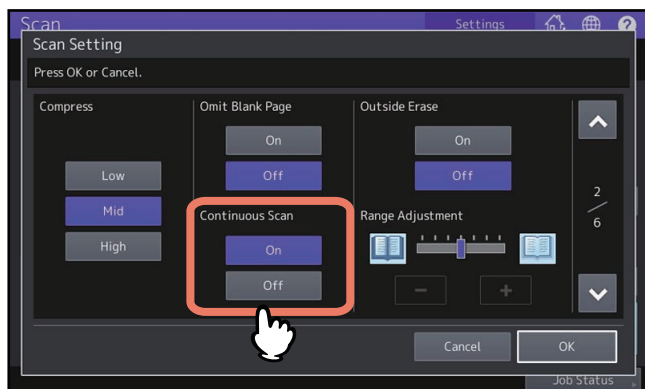 Scan
Settings
?
Scan Setting
Press OK or Cancel.
Compress
Low
Mid
High
Omit Blank Page
On
Off
Continuous Scan
On
Off
Outside Erase
On
Off
Range Adjustment
− +
2
/
6
Cancel
OK
Job Status